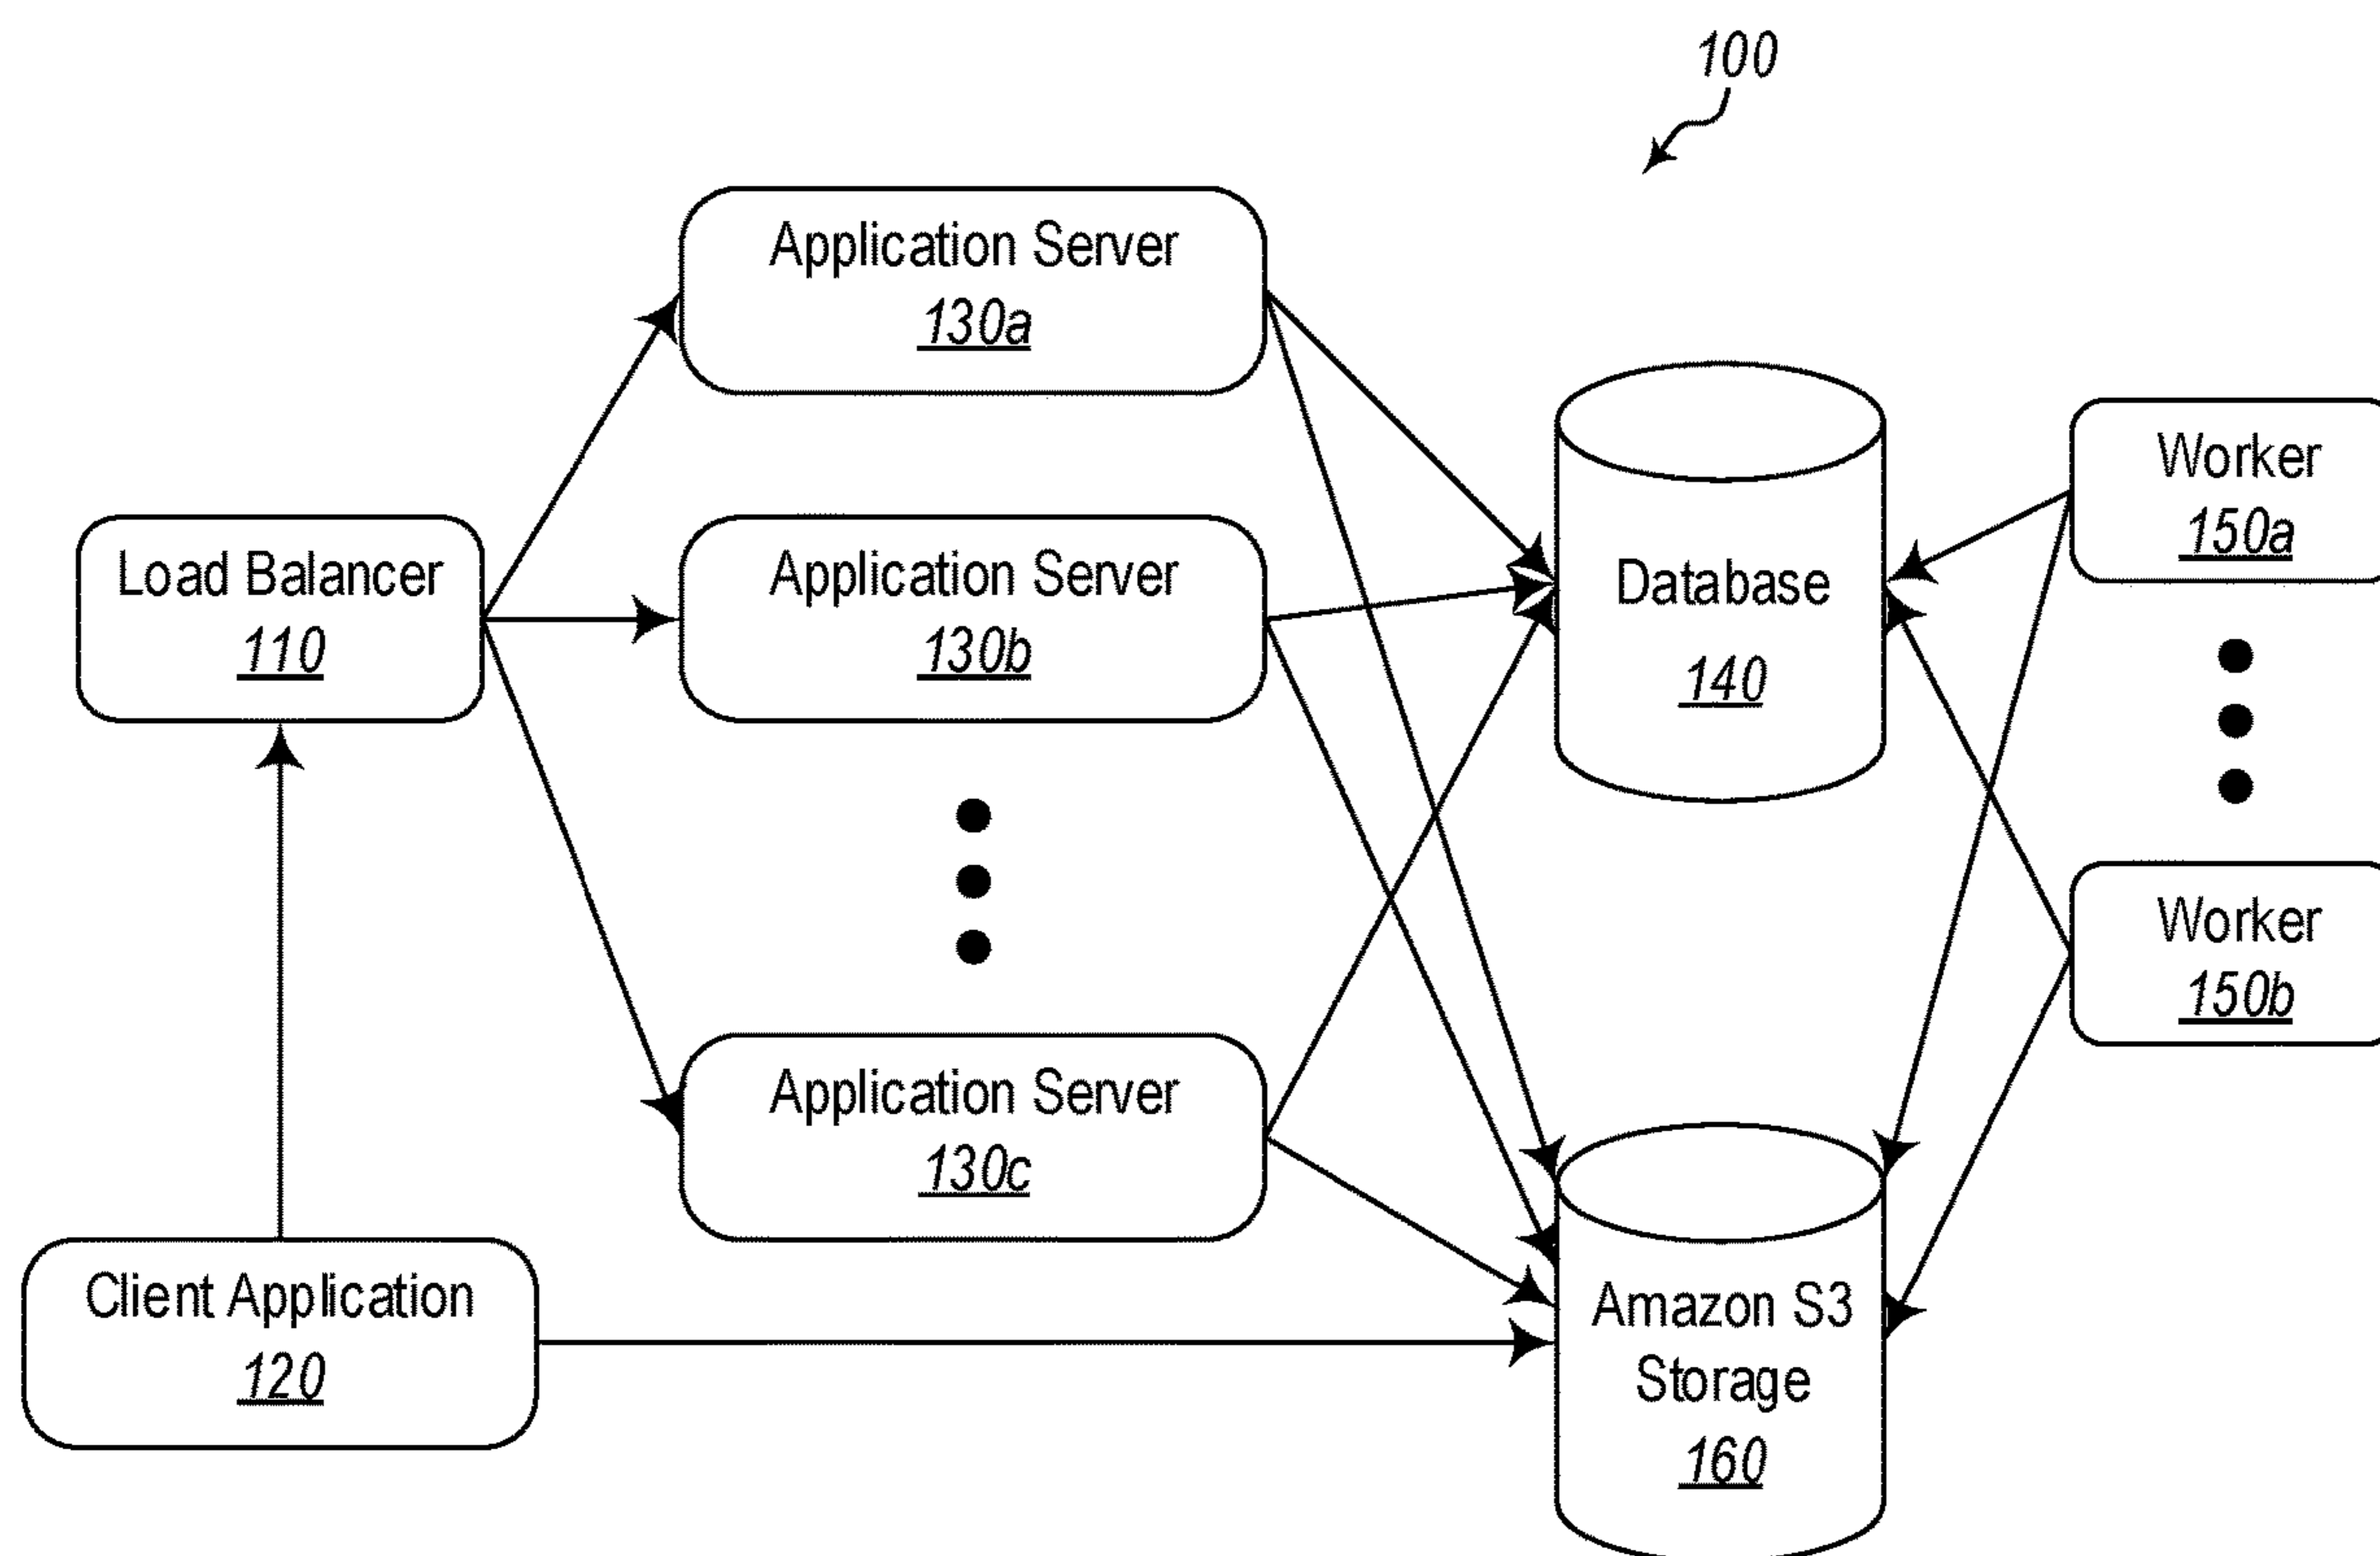 100
Application Server
130a
Load Balancer
110
Application Server
130b
Application Server
130c
Client Application
120
Database
140
Amazon S3
Storage
160
Worker
150a
Worker
150b